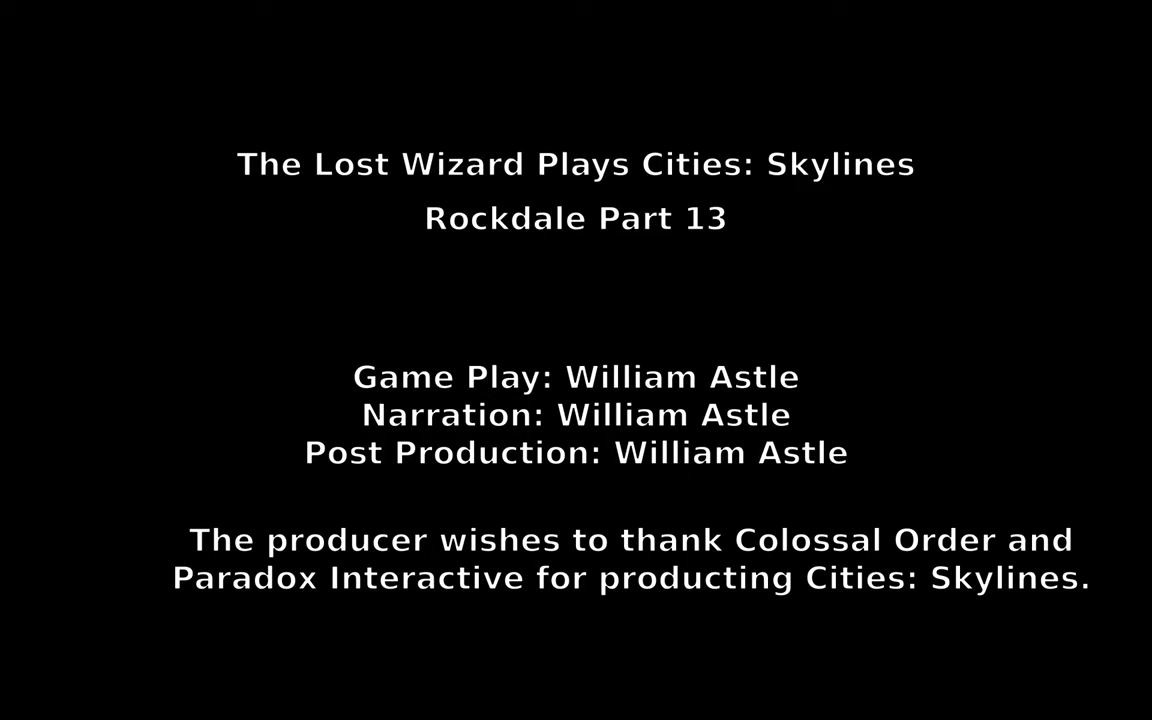 The Lost Wizard Plays Cities: Skylines
Rockdale Part 13
Game Play: William Astle
Narration: William Astle
Post Production: William Astle
The producer wishes to thank Colossal Order and
Paradox Interactive for producting Cities: Skylines.